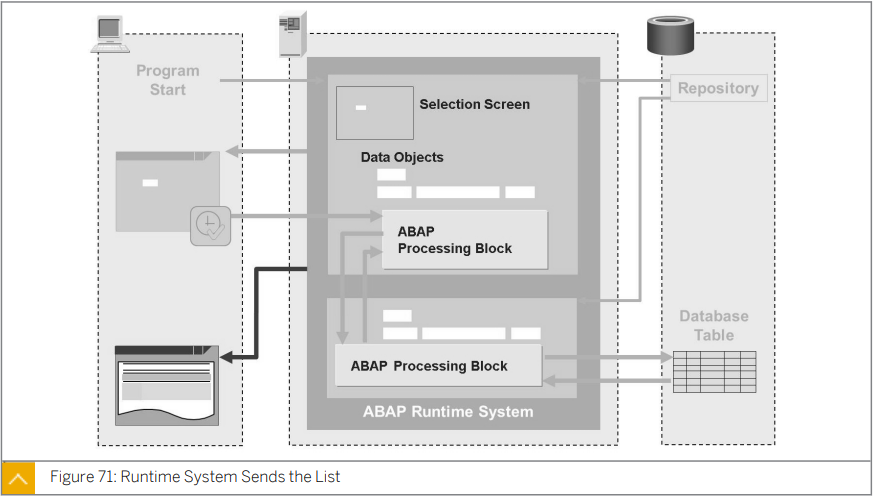 Program
Start
Selection Screen
Repository
Data Objects
ABAP
Processing Block
Database
Table
ABAP Processing Block
ABAP Runtime System
Figure 71: Runtime System Sends the List